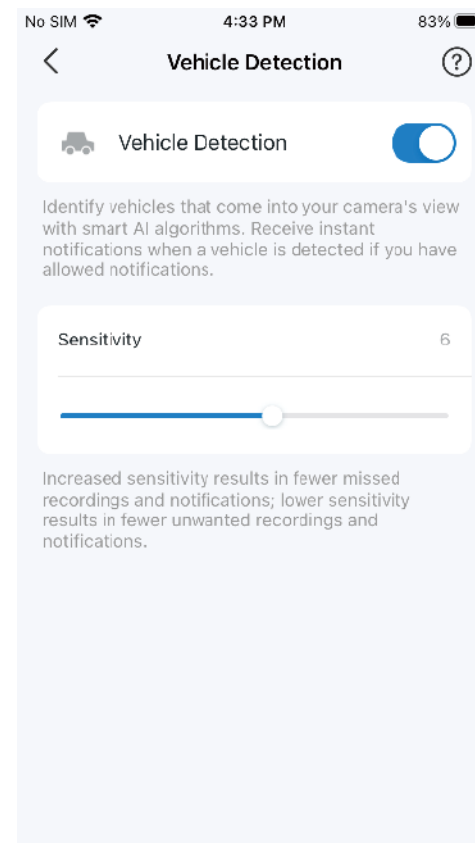 No SIM 4:33 PM 83%
Vehicle Detection ?
Vehicle Detection
Identify vehicles that come into your camera's view
with smart AI algorithms. Receive instant
notifications when a vehicle is detected if you have
allowed notifications.
Sensitivity 6
Increased sensitivity results in fewer missed
recordings and notifications; lower sensitivity
results in fewer unwanted recordings and
notifications.